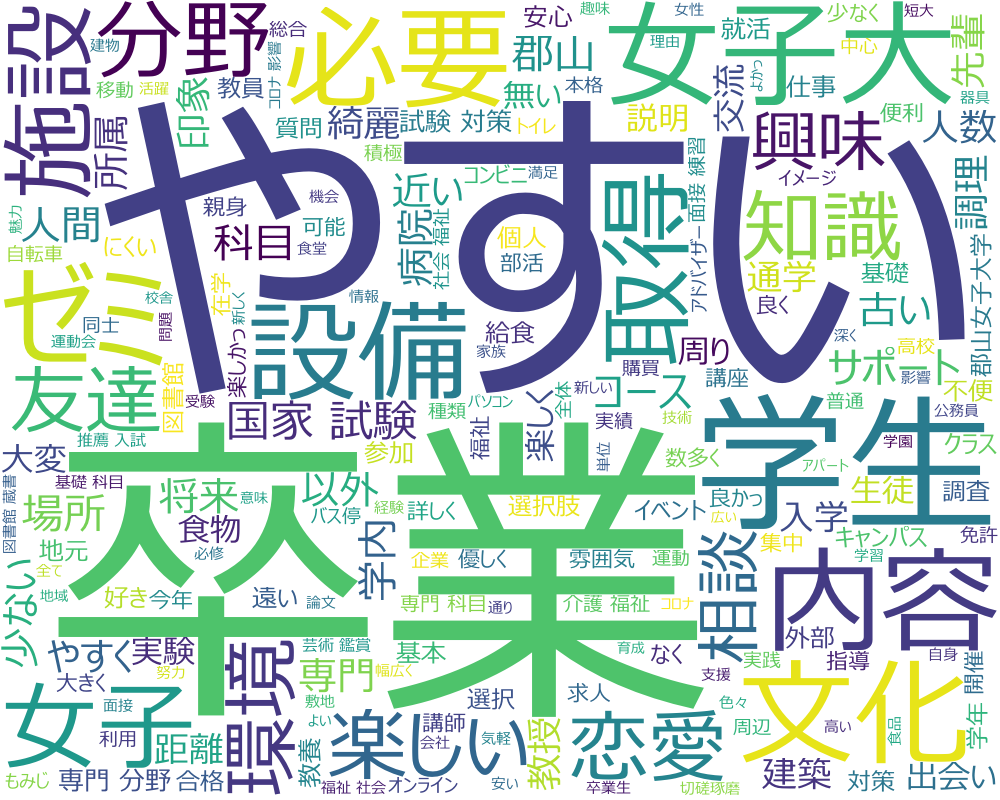 建物
総合
コロナ 影響
安心
趣味
女性
就活
少なく
短大
分野
必要
女子大
先輩
移動
活躍
教員
郡山
理由
中心
よかっ
本格
仕事
施設
印象
無い
交流
器具
便利
質問
綺麗
試験 対策
トイレ
説明
人数
所属
積極
コンビニ
満足
興味
やすい
イメージ
魅力
人間
親身
機会
近い
面接 練習
調理
科目
可能
病院
社会 福祉
個人
取得
アドバイザー
知識
自転車
にくい
食堂
部活
郡山女子大学
ゼミ
校舎
在学
情報
通学
基礎
運動会
同士
問題
新しく
設備
給食
良く
古い
深く
友達
図書館
楽しかっ
家族
周り
サポート
高校
影響
受験
購買
コース
講座
不便
パソコン
新しい
全体
普通
公務員
推薦 入試
国家 試験
種類
楽しく
実績
技術
大変
参加
福祉
単位
数多く
学生
クラス
学園
アパート
基礎 科目
図書館 蔵書
将来
意味
以外
経験
詳しく
選択肢
イベント
良かっ
生徒
調査
場所
バス停
広い
食物
卒業
入学
キャンパス
免許
地元
必修
学内
企業
優しく
雰囲気
運動
集中
学習
全て
地域
少ない
好き
今年
遠い
論文
専門 科目
通り
介護 福祉
コロナ
相談
内容
やすく
実験
芸術 鑑賞
基本
なく
育成
外部
自身
大きく
努力
環境
専門
幅広く
支援
実践
指導
開催
女子
面接
敷地
選択
求人
色々
文化
利用
距離
よい
楽しい
講師
会社
気軽
教授
恋愛
周辺
高い
食品
学年
もみじ
専門 分野
合格
教養
福祉 社会
オンライン
安い
卒業生
切磋琢磨
建築
対策
出会い